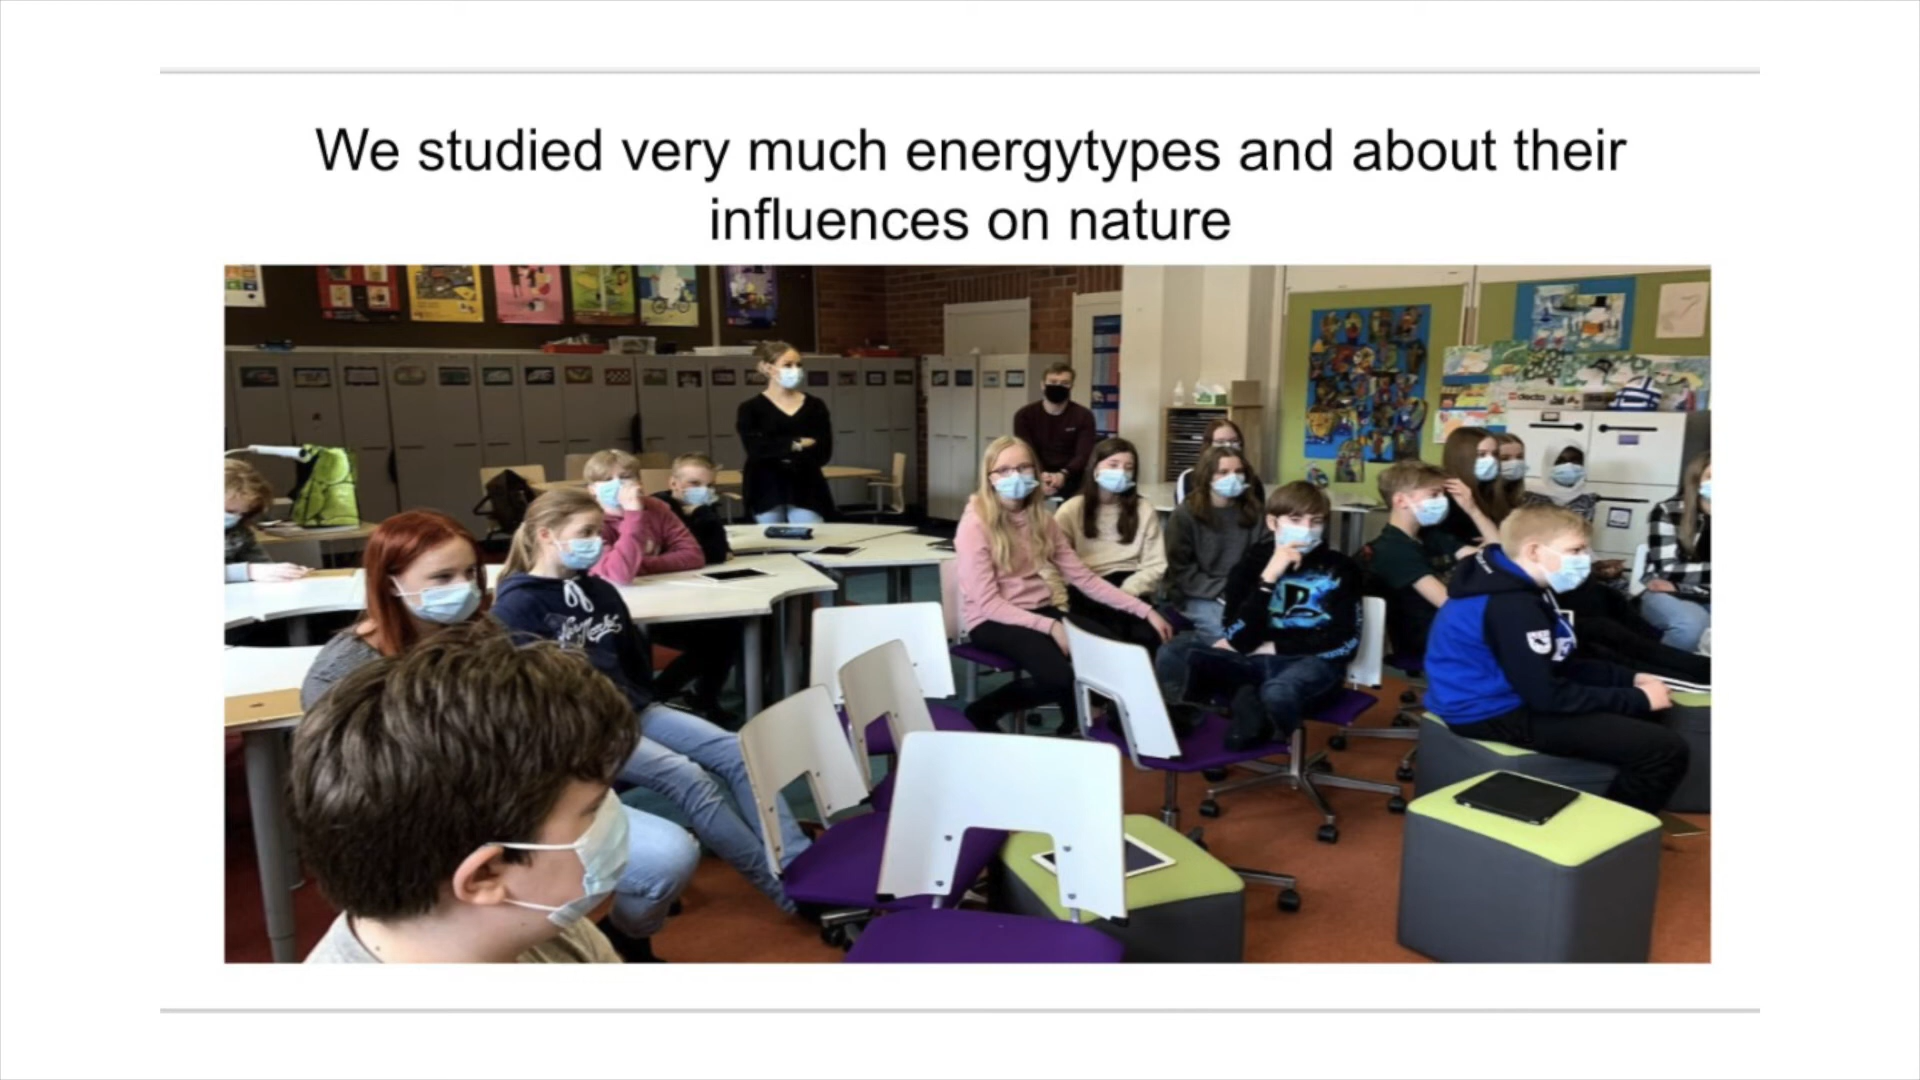 We studied very much energytypes and about their
influences on nature